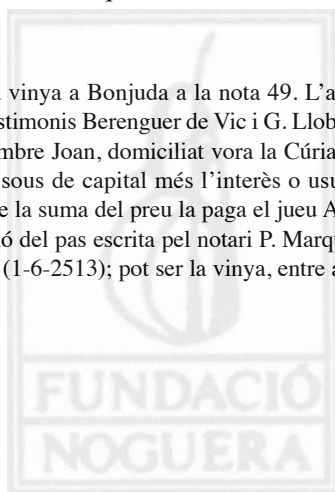 vinya a Bonjuda a la nota 49. L’a
stimonis Berenguer de Vic i G. Llob
mbre Joan, domiciliat vora la Cúria
sous de capital més l’interès o usu
e la suma del preu la paga el jueu A
ó del pas escrita pel notari P. Marq
(1-6-2513); pot ser la vinya, entre a
FUNDACIÓ
NOGUERA